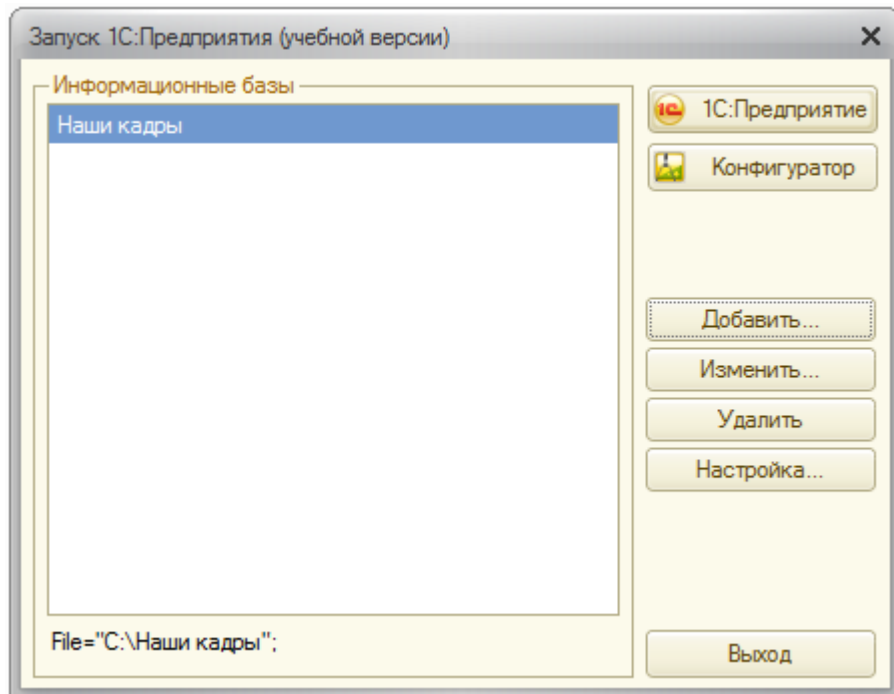 Запуск 1С:Предприятия (учебной версии)
Информационные базы
Наши кадры
1С:Предприятие
Конфигуратор
Добавить...
Изменить...
Удалить
Настройка...
File="C:\Наши кадры";
Выход